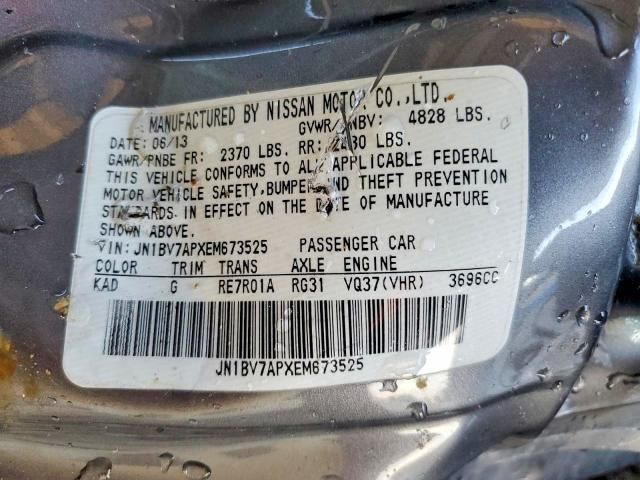 MANUFACTURED BY NISSAN MOTOR CO.,LTD.
DATE: 06/13 GVWR/PNBV: 4828 LBS.
GAWR/PNBE FR: 2370 LBS. RR: LBS.
THIS VEHICLE CONFORMS TO ALL APPLICABLE FEDERAL
MOTOR VEHICLE SAFETY, BUMPER AND THEFT PREVENTION
STANDARDS IN EFFECT ON THE DATE OF MANUFACTURE
SHOWN ABOVE.
VIN: JN1BV7APXEM673525 PASSENGER CAR
COLOR TRIM TRANS AXLE ENGINE
KAD G RE7R01A RG31 VQ37(VHR) 3696CC
JN1BV7APXEM673525